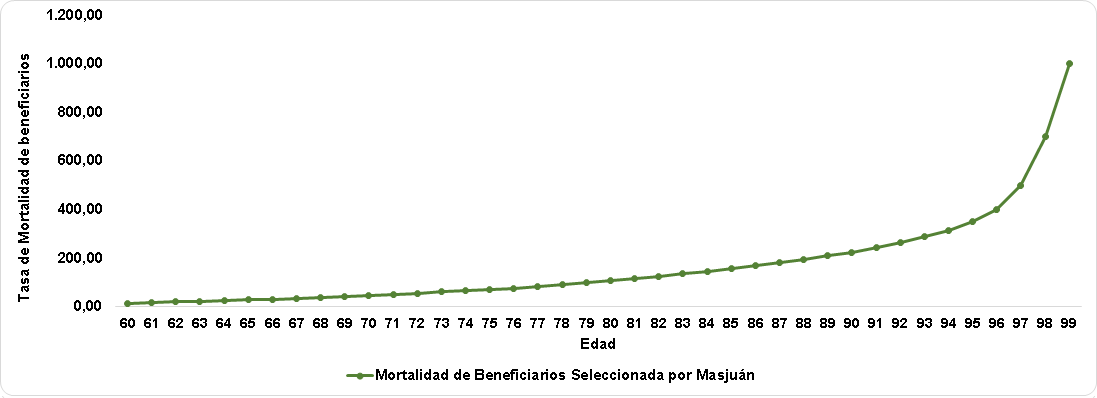 1.200,00
1.000,00
800,00
600,00
400,00
200,00
0,00
Tasa de Mortalidad de beneficiarios
60 61 62 63 64 65 66 67 68 69 70 71 72 73 74 75 76 77 78 79 80 81 82 83 84 85 86 87 88 89 90 91 92 93 94 95 96 97 98 99
Edad
Mortalidad de Beneficiarios Seleccionada por Masjuán